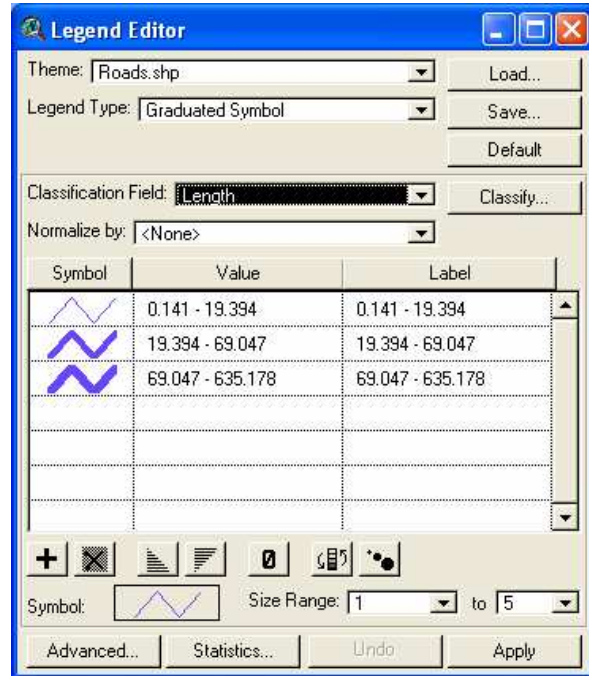 Legend Editor
Theme: Roads.shp
Load...
Legend Type: Graduated Symbol
Save...
Default
Classification Field: Length
Classify...
Normalize by: <None>
Symbol Value Label
0.141 - 19.394 0.141 - 19.394
19.394 - 69.047 19.394 - 69.047
69.047 - 635.178 69.047 - 635.178
0
Symbol: Size Range: 1 to 5
Advanced... Statistics... Undo Apply